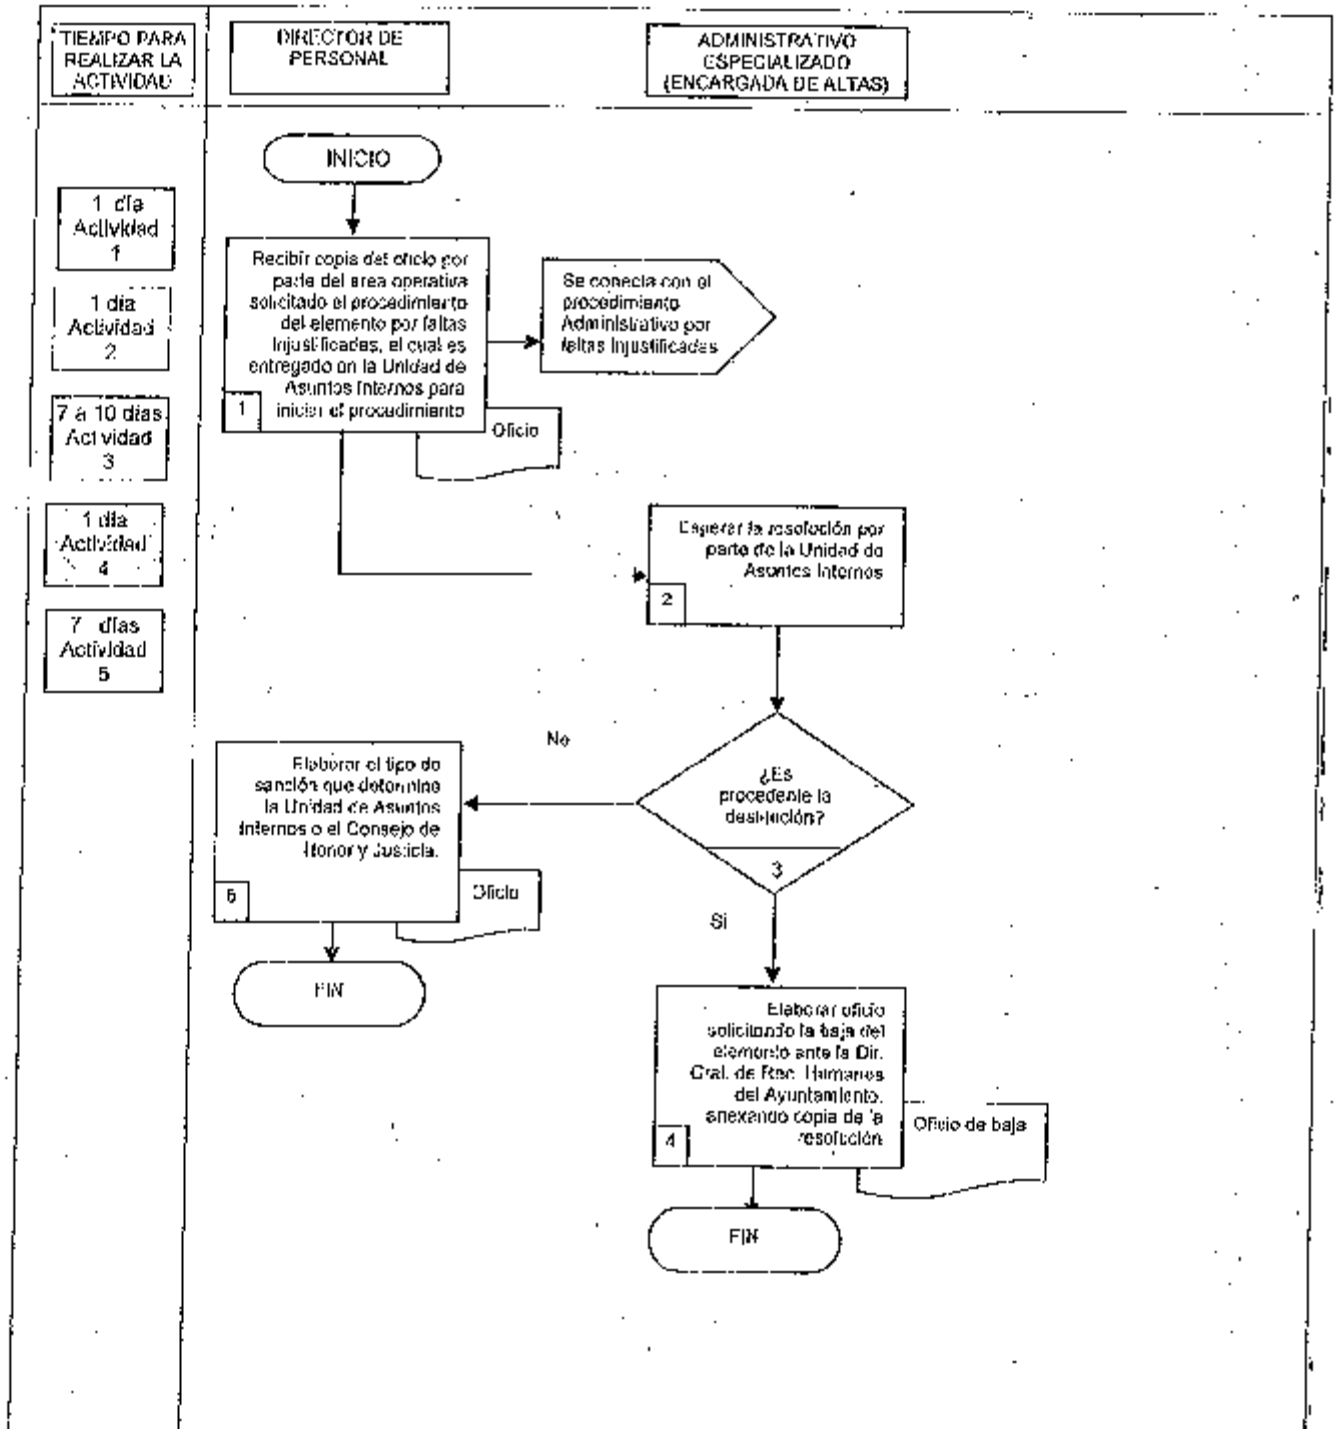 TIEMPO PARA
REALIZAR LA
ACTIVIDAD
DIRECTOR DE
PERSONAL
ADMINISTRATIVO
ESPECIALIZADO
(ENCARGADA DE ALTAS)
INICIO
1 día
Actividad
1
1 día
Actividad
2
7 a 10 días
Actividad
3
1 día
Actividad
4
7 días
Actividad
5
Recibir copia del oficio por
parte del area operativa
solicitado el procedimiento
del elemento por faltas
Injustificadas, el cual es
entregado en la Unidad de
Asuntos Internos para
iniciar el procedimiento
1
Oficio
Se conecta con el
procedimiento
Administrativo por
faltas Injustificadas
Esperar la resolución por
parte de la Unidad de
Asuntos Internos
2
¿Es
procedente la
destitución?
3
No
Si
Elaborar el tipo de
sanción que determine
la Unidad de Asuntos
Internos o el Consejo de
Honor y Justicia.
Oficio
FIN
Elaborar oficio
solicitando la baja del
elemento ante la Dir.
Gral. de Rec. Humanos
del Ayuntamiento,
anexando copia de la
resolución
4
Oficio de baja
FIN